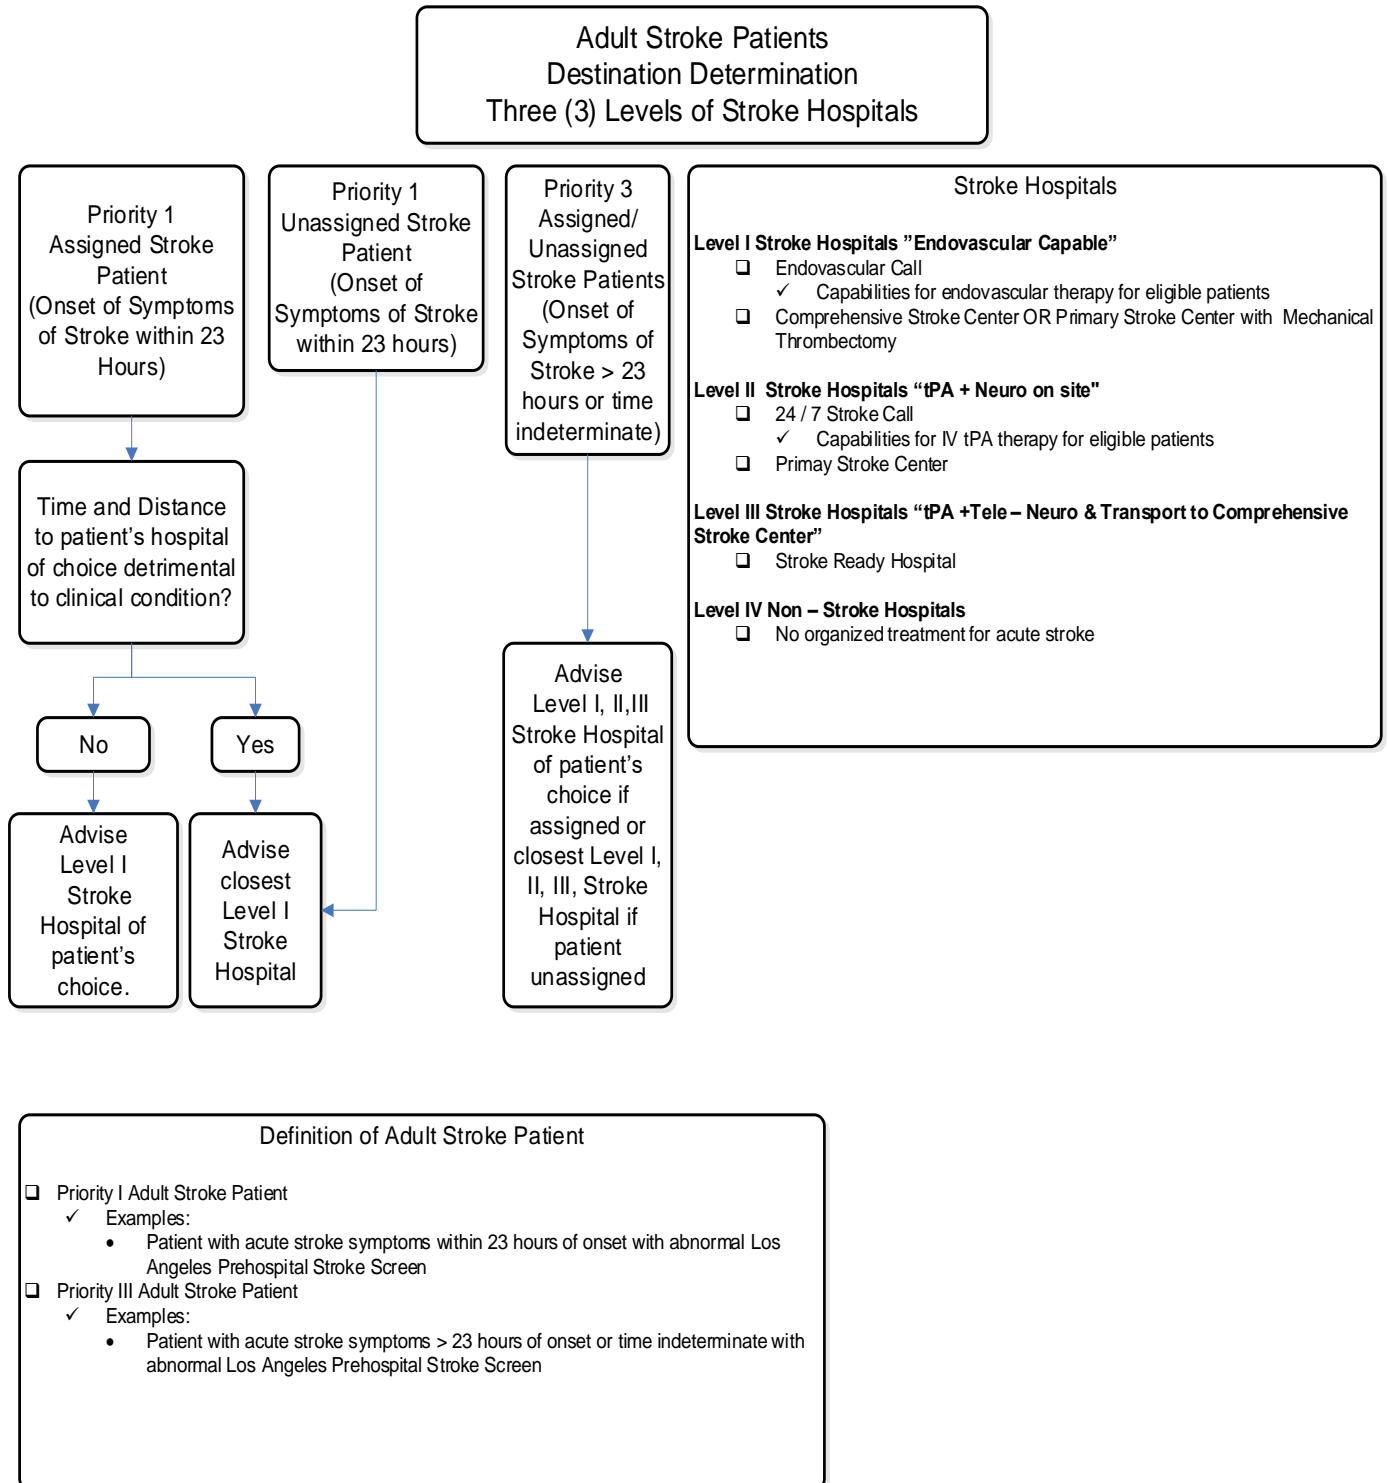 Adult Stroke Patients
Destination Determination
Three (3) Levels of Stroke Hospitals
Priority 1
Assigned Stroke
Patient
(Onset of Symptoms
of Stroke within 23
Hours)
Priority 1
Unassigned Stroke
Patient
(Onset of
Symptoms of Stroke
within 23 hours)
Priority 3
Assigned/
Unassigned
Stroke Patients
(Onset of
Symptoms of
Stroke > 23
hours or time
indeterminate)
Stroke Hospitals
Level I Stroke Hospitals ”Endovascular Capable”
❑ Endovascular Call
✓ Capabilities for endovascular therapy for eligible patients
❑ Comprehensive Stroke Center OR Primary Stroke Center with Mechanical
Thrombectomy
Level II Stroke Hospitals “tPA + Neuro on site"
❑ 24 / 7 Stroke Call
✓ Capabilities for IV tPA therapy for eligible patients
❑ Primay Stroke Center
Level III Stroke Hospitals “tPA +Tele – Neuro & Transport to Comprehensive
Stroke Center”
❑ Stroke Ready Hospital
Level IV Non – Stroke Hospitals
❑ No organized treatment for acute stroke
Time and Distance
to patient’s hospital
of choice detrimental
to clinical condition?
No
Yes
Advise
Level I
Stroke
Hospital of
patient’s
choice.
Advise
closest
Level I
Stroke
Hospital
Advise
Level I, II,III
Stroke Hospital
of patient’s
choice if
assigned or
closest Level I,
II, III, Stroke
Hospital if
patient
unassigned
Definition of Adult Stroke Patient
❑ Priority I Adult Stroke Patient
✓ Examples:
• Patient with acute stroke symptoms within 23 hours of onset with abnormal Los
Angeles Prehospital Stroke Screen
❑ Priority III Adult Stroke Patient
✓ Examples:
• Patient with acute stroke symptoms > 23 hours of onset or time indeterminate with
abnormal Los Angeles Prehospital Stroke Screen